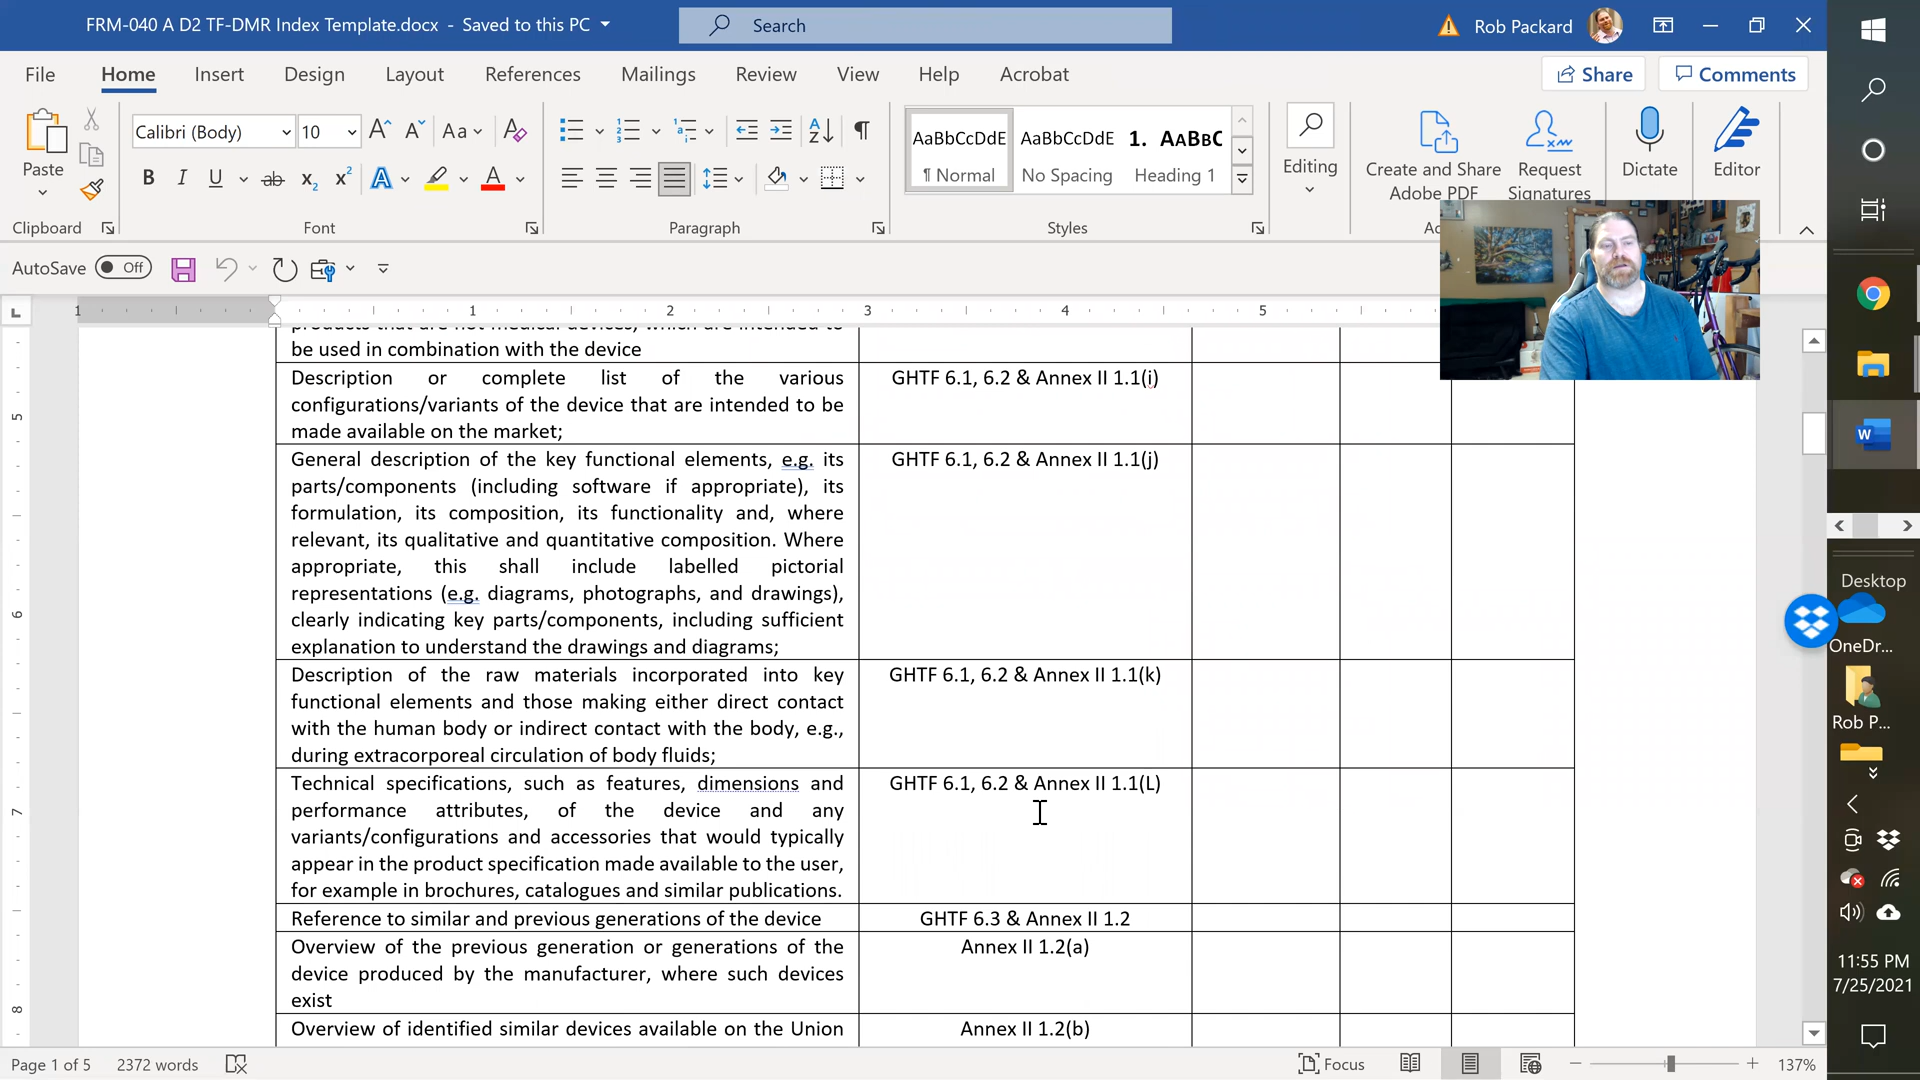 FRM-040 A D2 TF-DMR Index Template.docx - Saved to this PC
Search
Rob Packard
File Home Insert Design Layout References Mailings Review View Help Acrobat
Share Comments
Paste
Clipboard
Calibri (Body) 10
Font
Paragraph
AaBbCcDdE AaBbCcDdE 1. AABBC
¶ Normal No Spacing Heading 1
Styles
Editing
Create and Share
Adobe PDF
Request
Signatures
Dictate
Editor
AutoSave Off
1 1 2 3 4 5
be used in combination with the device
Description or complete list of the various
configurations/variants of the device that are intended to be
made available on the market;
GHTF 6.1, 6.2 & Annex II 1.1(i)
General description of the key functional elements, e.g. its
parts/components (including software if appropriate), its
formulation, its composition, its functionality and, where
relevant, its qualitative and quantitative composition. Where
appropriate, this shall include labelled pictorial
representations (e.g. diagrams, photographs, and drawings),
clearly indicating key parts/components, including sufficient
explanation to understand the drawings and diagrams;
GHTF 6.1, 6.2 & Annex II 1.1(j)
Description of the raw materials incorporated into key
functional elements and those making either direct contact
with the human body or indirect contact with the body, e.g.,
during extracorporeal circulation of body fluids;
GHTF 6.1, 6.2 & Annex II 1.1(k)
Technical specifications, such as features, dimensions and
performance attributes, of the device and any
variants/configurations and accessories that would typically
appear in the product specification made available to the user,
for example in brochures, catalogues and similar publications.
GHTF 6.1, 6.2 & Annex II 1.1(L)
Reference to similar and previous generations of the device
GHTF 6.3 & Annex II 1.2
Overview of the previous generation or generations of the
device produced by the manufacturer, where such devices
exist
Annex II 1.2(a)
Overview of identified similar devices available on the Union
Annex II 1.2(b)
5
6
7
8
Page 1 of 5 2372 words
Focus
137%
Desktop
OneDr...
Rob P...
11:55 PM
7/25/2021